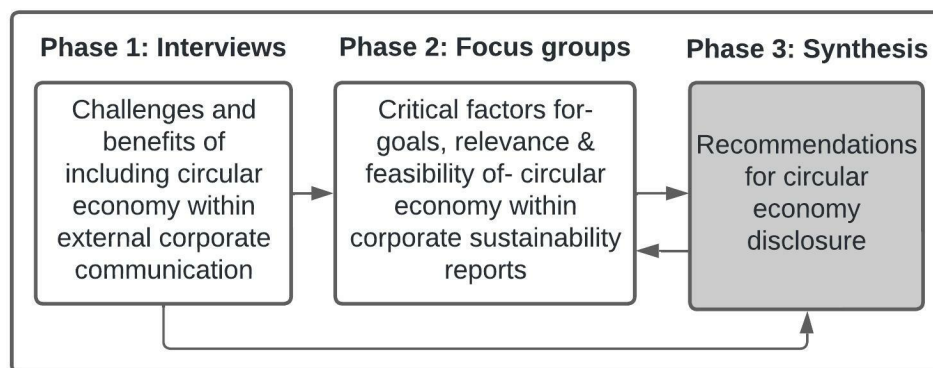 Phase 1: Interviews
Challenges and
benefits of
including circular
economy within
external corporate
communication
Phase 2: Focus groups
Critical factors for-
goals, relevance &
feasibility of- circular
economy within
corporate sustainability
reports
Phase 3: Synthesis
Recommendations
for circular
economy
disclosure